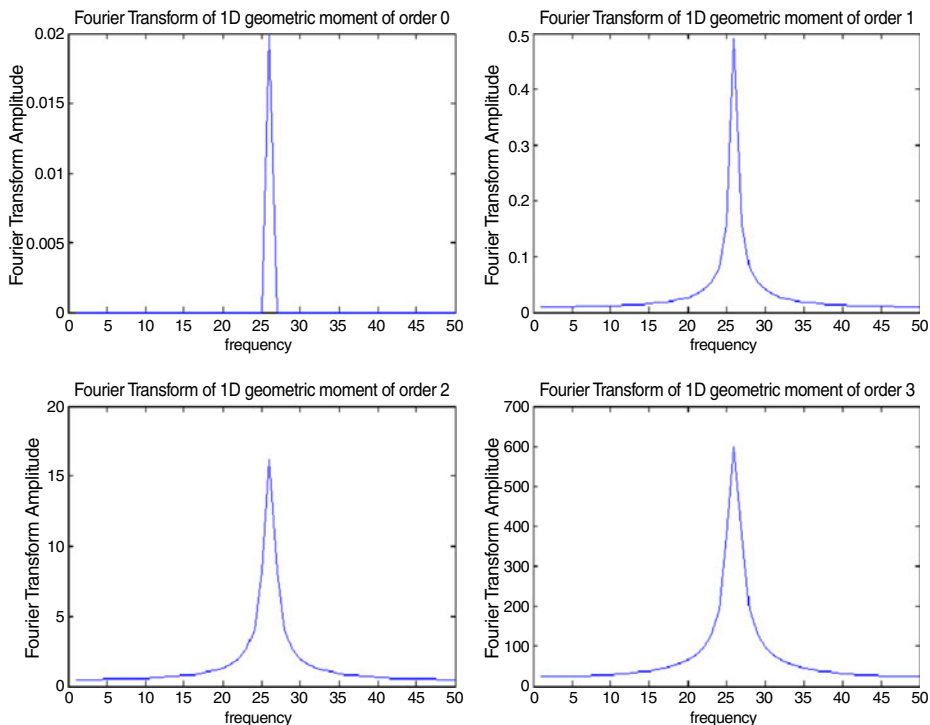 Fourier Transform of 1D geometric moment of order 0
Fourier Transform Amplitude
0.02
0.015
0.01
0.005
0
0 5 10 15 20 25 30 35 40 45 50
frequency
Fourier Transform of 1D geometric moment of order 1
Fourier Transform Amplitude
0.5
0.4
0.3
0.2
0.1
0
0 5 10 15 20 25 30 35 40 45 50
frequency
Fourier Transform of 1D geometric moment of order 2
Fourier Transform Amplitude
20
15
10
5
0
0 5 10 15 20 25 30 35 40 45 50
frequency
Fourier Transform of 1D geometric moment of order 3
Fourier Transform Amplitude
700
600
500
400
300
200
100
0
0 5 10 15 20 25 30 35 40 45 50
frequency